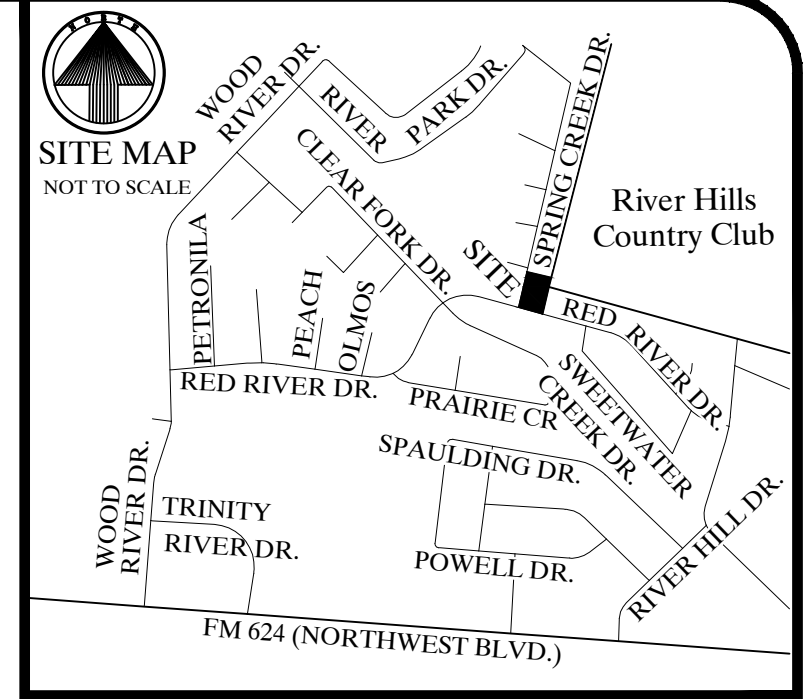 NORTH
SITE MAP
NOT TO SCALE
WOOD
RIVER DR.
RIVER
PARK DR.
SPRING CREEK DR.
CLEAR FORK DR.
SITE
River Hills
Country Club
PETRONILA
PEACH
OLMOS
RED
RIVER DR.
RED RIVER DR.
PRAIRIE CR
CREEK DR.
SWEETWATER
SPAULDING DR.
WOOD
RIVER DR.
TRINITY
RIVER DR.
POWELL DR.
RIVER HILL DR.
FM 624 (NORTHWEST BLVD.)